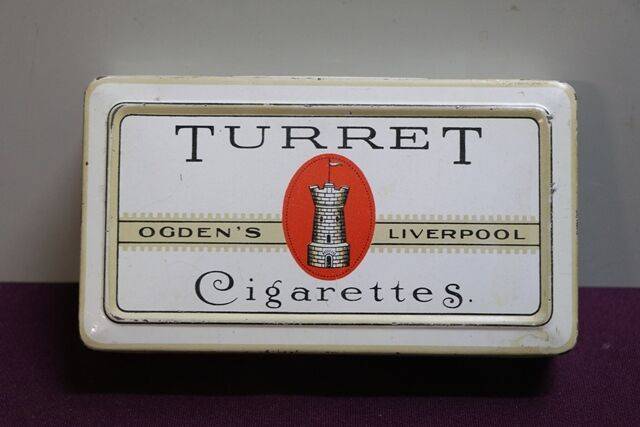 TURRET
OGDEN'S LIVERPOOL
Cigarettes.